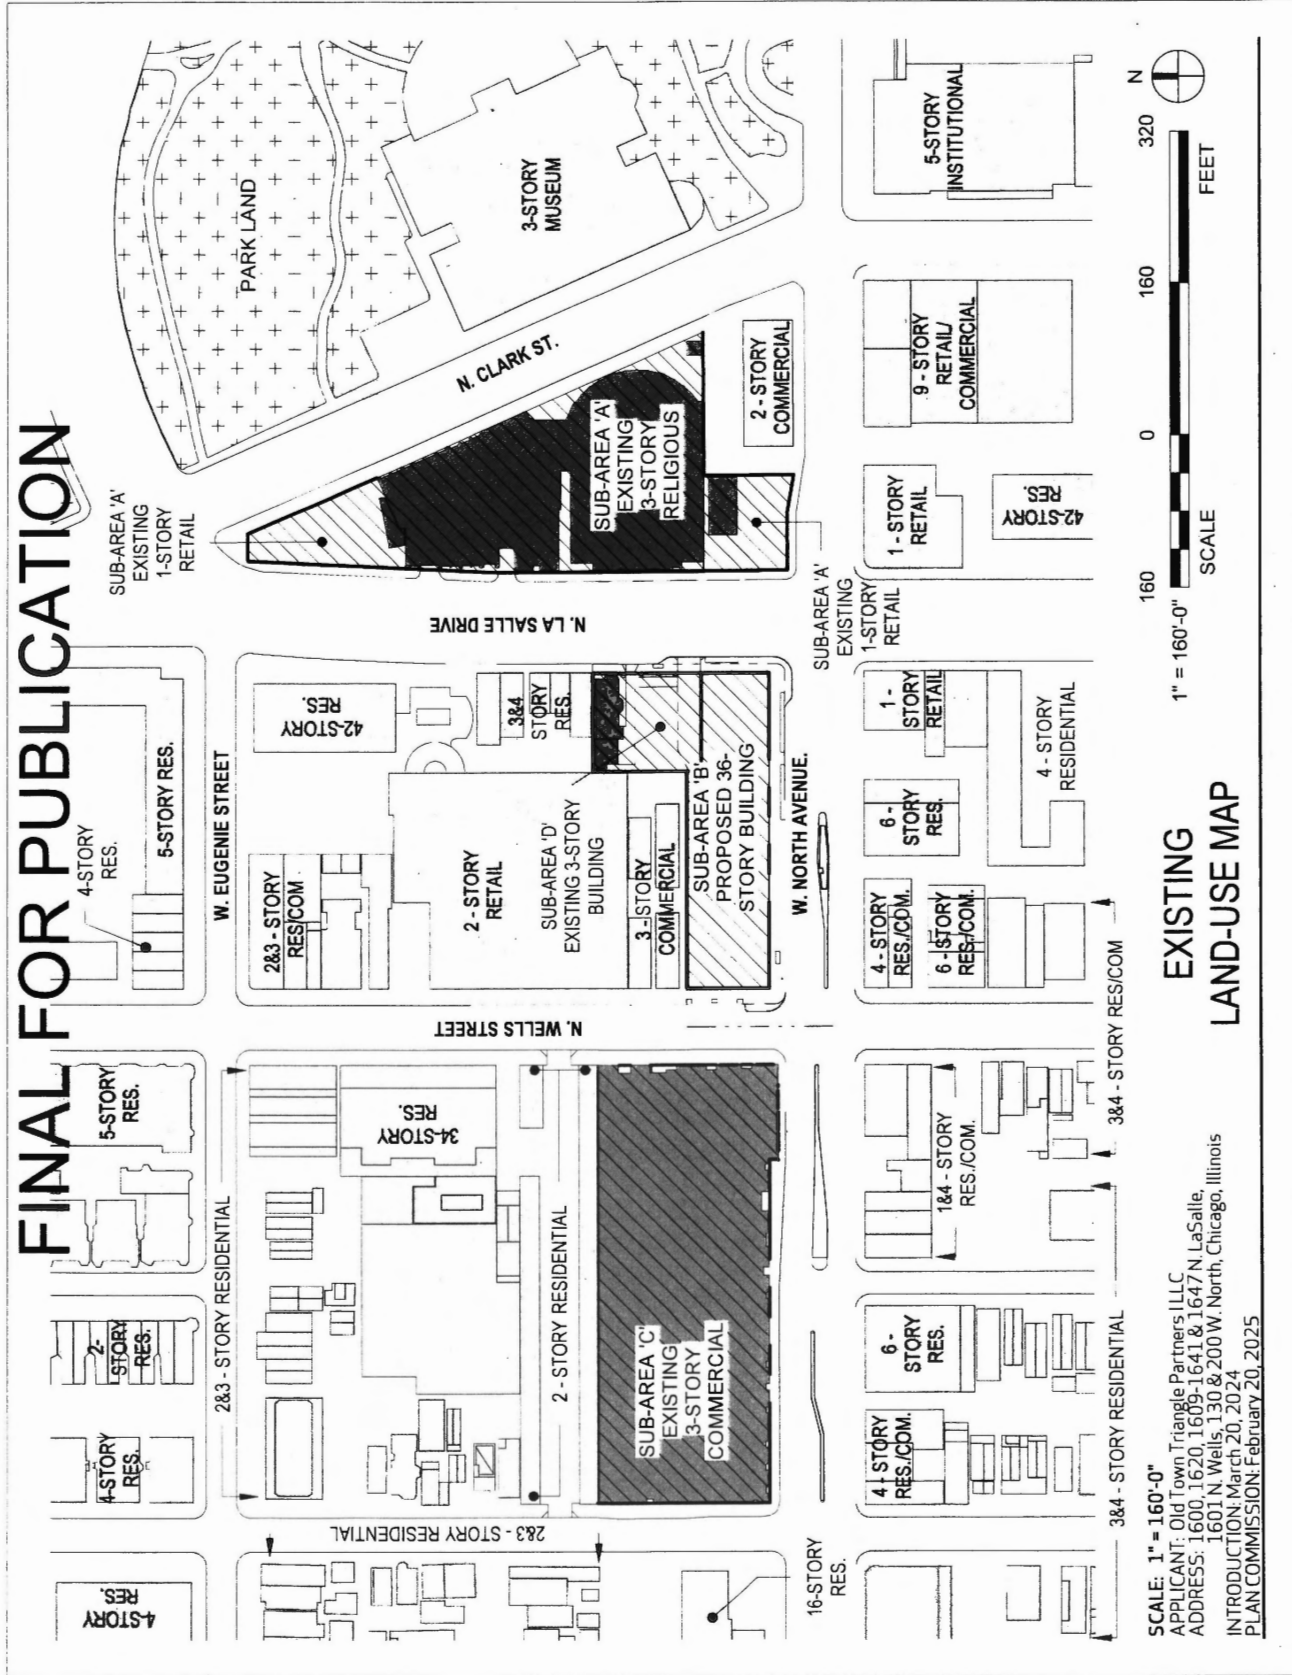 FINAL FOR PUBLICATION
4-STORY
RES.
2-
STORY
RES.
5-STORY
RES.
4-STORY
RES.
5-STORY RES.
SUB-AREA 'A'
EXISTING
1-STORY
RETAIL
PARK LAND
4-STORY
RES.
2&3 - STORY RESIDENTIAL
W. EUGENIE STREET
2&3 - STORY RESIDENTIAL
34-STORY
RES.
2&3 - STORY
RES/COM
42-STORY
RES.
N. CLARK ST.
3-STORY
MUSEUM
N. WELLS STREET
2 - STORY
RETAIL
3&4
STORY
RES.
N. LA SALLE DRIVE
2 - STORY RESIDENTIAL
SUB-AREA 'D'
EXISTING 3-STORY
BUILDING
SUB-AREA 'A'
EXISTING
3-STORY
RELIGIOUS
SUB-AREA 'C'
EXISTING
3-STORY
COMMERCIAL
3 - STORY
COMMERCIAL
SUB-AREA 'B'
PROPOSED 36-
STORY BUILDING
2 - STORY
COMMERCIAL
16-STORY
RES.
W. NORTH AVENUE.
SUB-AREA 'A'
EXISTING
1-STORY
RETAIL
4 - STORY
RES./COM.
6 -
STORY
RES.
1&4 - STORY
RES./COM.
4 - STORY
RES./COM.
6 - STORY
RES/COM.
6 -
STORY
RES.
1 -
STORY
RETAIL
1 - STORY
RETAIL
9 - STORY
RETAIL/
COMMERCIAL
5-STORY
INSTITUTIONAL
4 - STORY
RESIDENTIAL
42-STORY
RES.
3&4 - STORY RESIDENTIAL
3&4 - STORY RES/COM
SCALE: 1" = 160'-0"
APPLICANT: Old Town Triangle Partners I LLC
ADDRESS: 1600, 1620, 1609-1641 & 1647 N. LaSalle,
1601 N. Wells, 130 & 200 W. North, Chicago, Illinois
INTRODUCTION: March 20, 2024
PLAN COMMISSION: February 20, 2025
EXISTING
LAND-USE MAP
160 0 160 320
1" = 160'-0" SCALE FEET
N